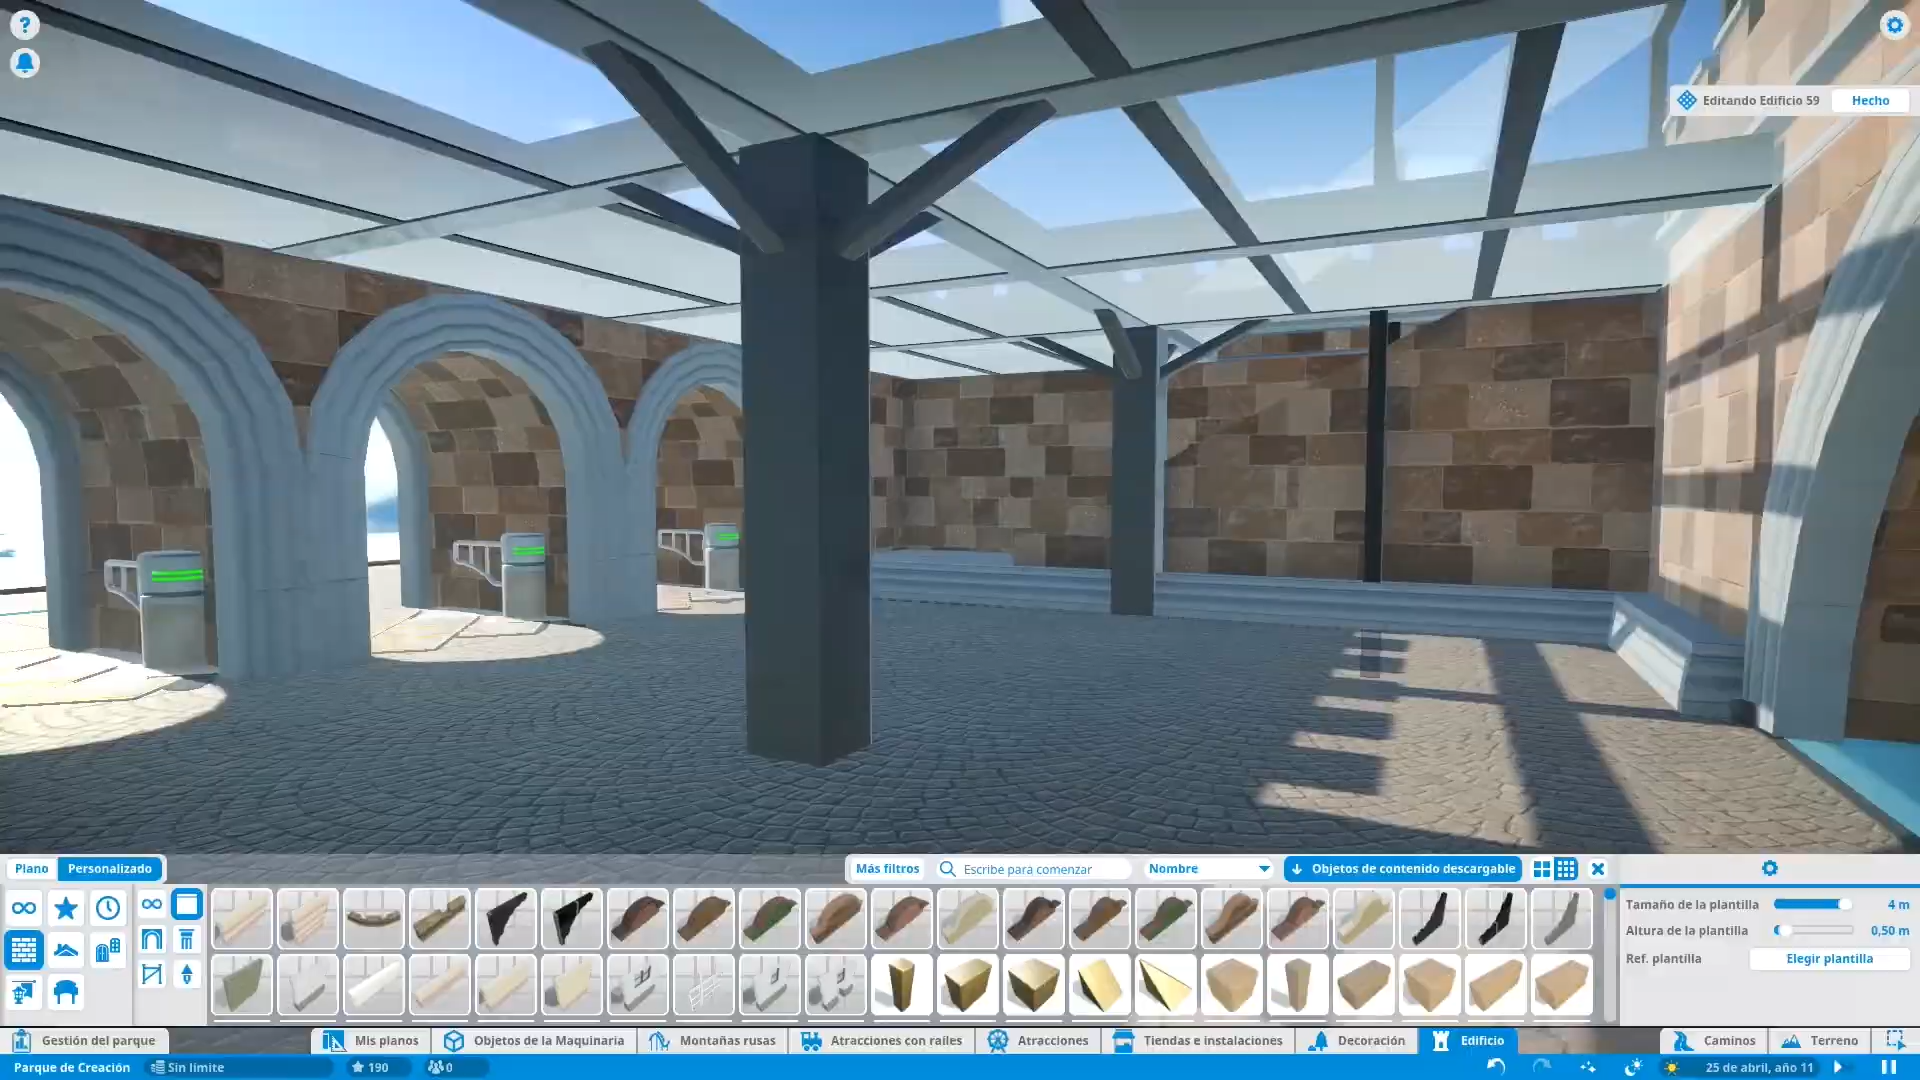 ?
Editando Edificio 59
Hecho
Plano
Personalizado
Más filtros
Escribe para comenzar
Nombre
Objetos de contenido descargable
Tamaño de la plantilla
4 m
Altura de la plantilla
0,50 m
Ref. plantilla
Elegir plantilla
Gestión del parque
Mis planos
Objetos de la Maquinaria
Montañas rusas
Atracciones con raíles
Atracciones
Tiendas e instalaciones
Decoración
Edificio
Caminos
Terreno
Parque de Creación
Sin límite
190
0
25 de abril, año 11